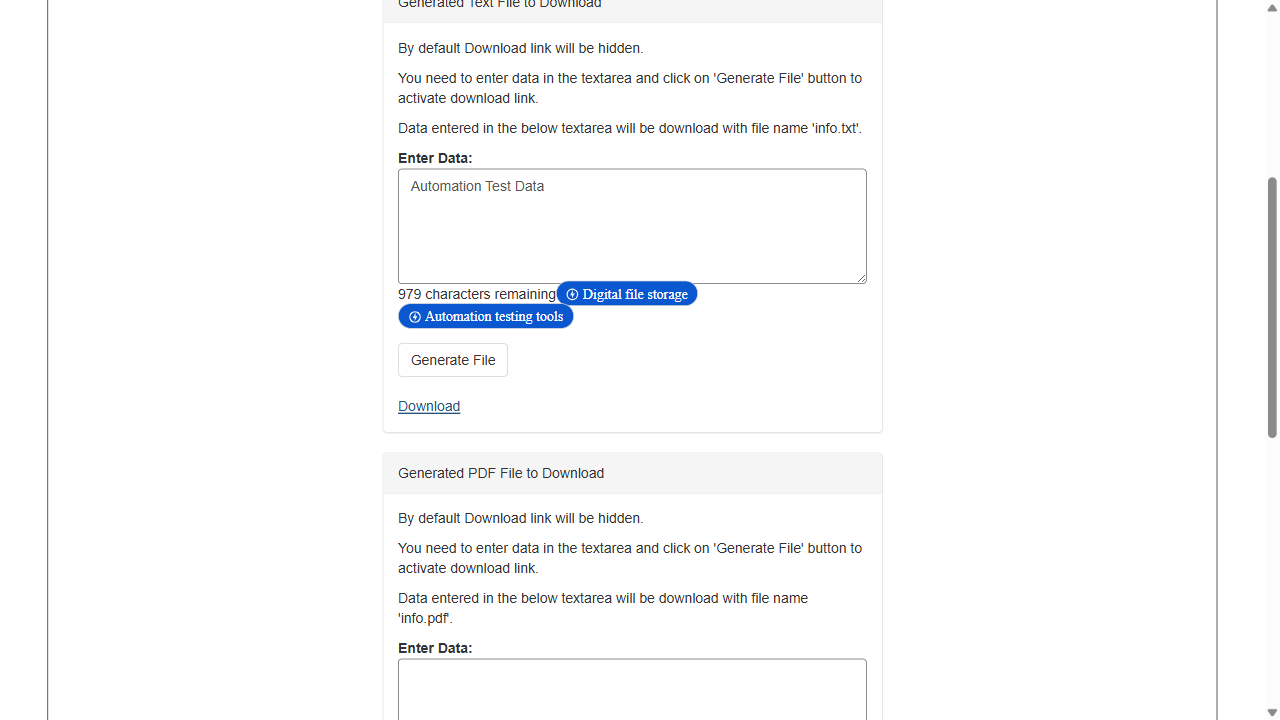 Generated Text File to Download
By default Download link will be hidden.
You need to enter data in the textarea and click on 'Generate File' button to
activate download link.
Data entered in the below textarea will be download with file name 'info.txt'.
Enter Data:
Automation Test Data
979 characters remaining Digital file storage
Automation testing tools
Generate File
Download
Generated PDF File to Download
By default Download link will be hidden.
You need to enter data in the textarea and click on 'Generate File' button to
activate download link.
Data entered in the below textarea will be download with file name
'info.pdf'.
Enter Data: